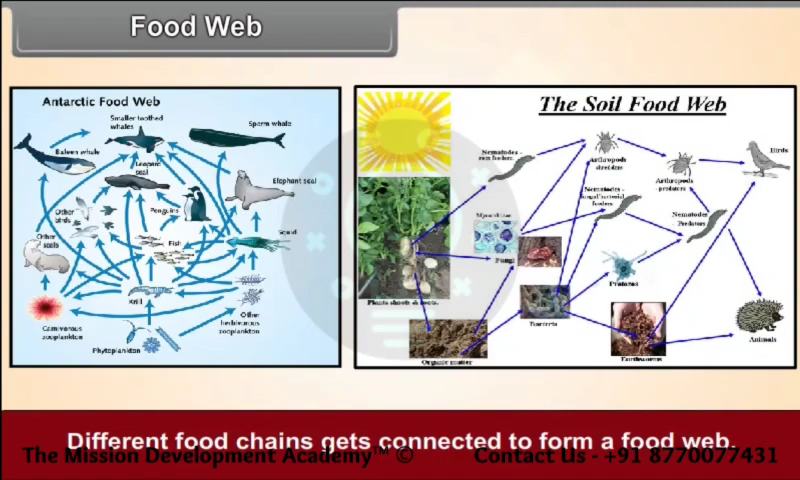 Food Web
Antarctic Food Web
Smaller toothed
whales
Sperm whale
Baleen whale
Leopard
seal
Elephant seal
Other
birds
Penguins
Squid
Other
seals
Fish
Krill
Carnivorous
zooplankton
Other
herbivorous
zooplankton
Phytoplankton
The Soil Food Web
Nematodes -
root feeders
Arthropods
shredders
Birds
Arthropods
- predators
Nematodes -
fungal/bacterial
feeders
Nematodes
Predators
Mycorrhizae
Fungi
Plants shoots & roots.
Protozoa
Bacteria
Organic matter
Earthworms
Animals
Different food chains gets connected to form a food web.
The Mission Development Academy™ © Contact Us - +91 8770077431